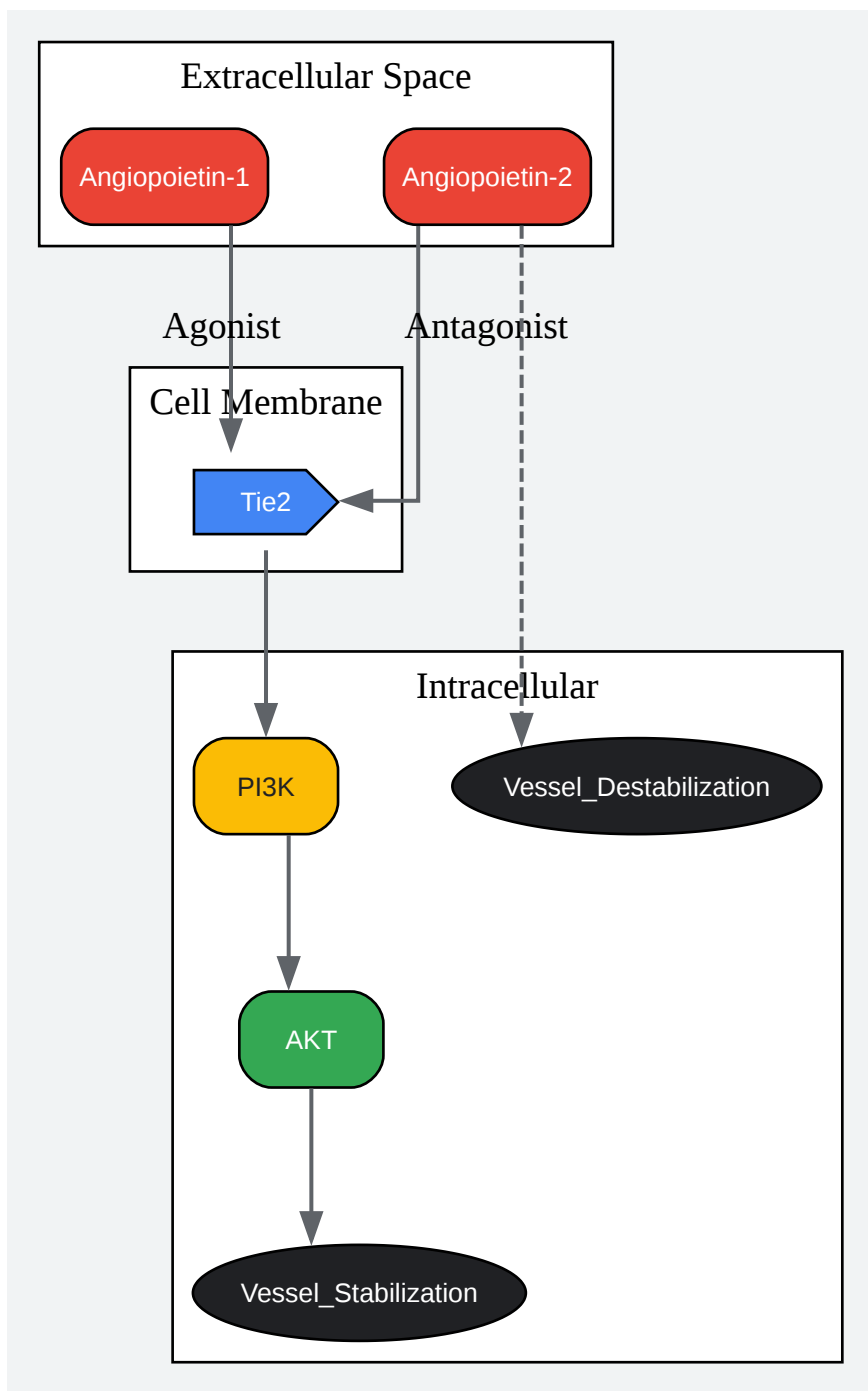 Extracellular Space
Angiopoietin-1
Angiopoietin-2
Agonist
Antagonist
Cell Membrane
Tie2
Intracellular
PI3K
Vessel_Destabilization
AKT
Vessel_Stabilization